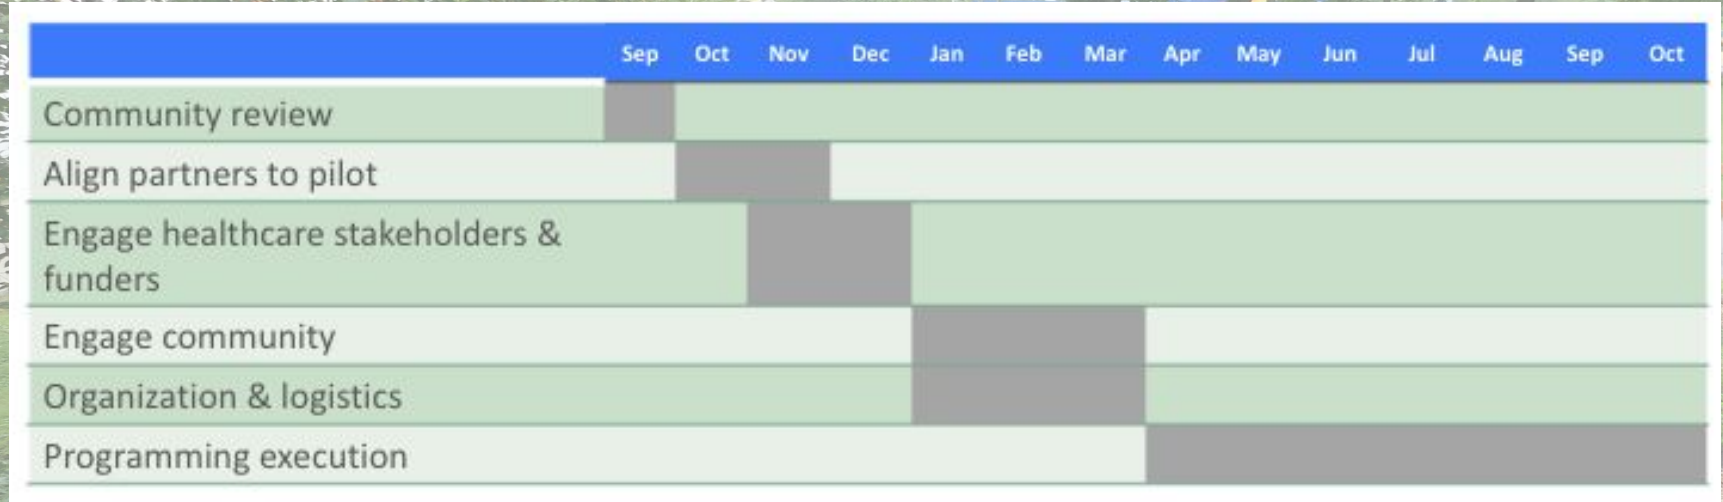 Sep Oct Nov Dec Jan Feb Mar Apr May Jun Jul Aug Sep Oct
Community review
Align partners to pilot
Engage healthcare stakeholders &
funders
Engage community
Organization & logistics
Programming execution